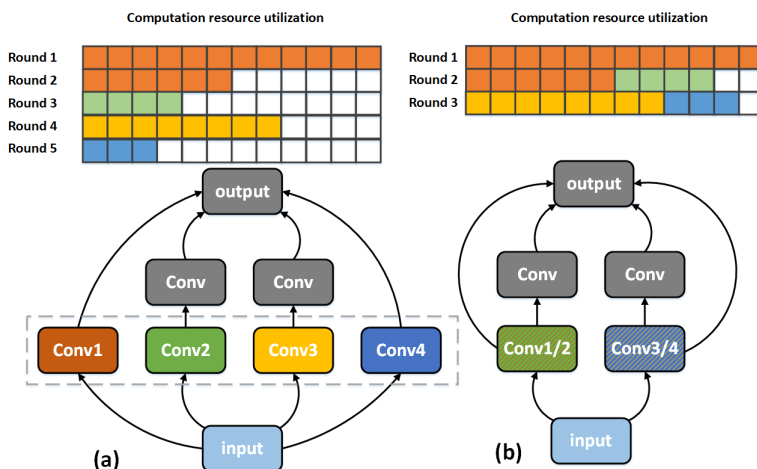 Computation resource utilization
Round 1
Round 2
Round 3
Round 4
Round 5
output
Conv
Conv
Conv1
Conv2
Conv3
Conv4
input
(a)
Computation resource utilization
Round 1
Round 2
Round 3
output
Conv
Conv
Conv1/2
Conv3/4
input
(b)